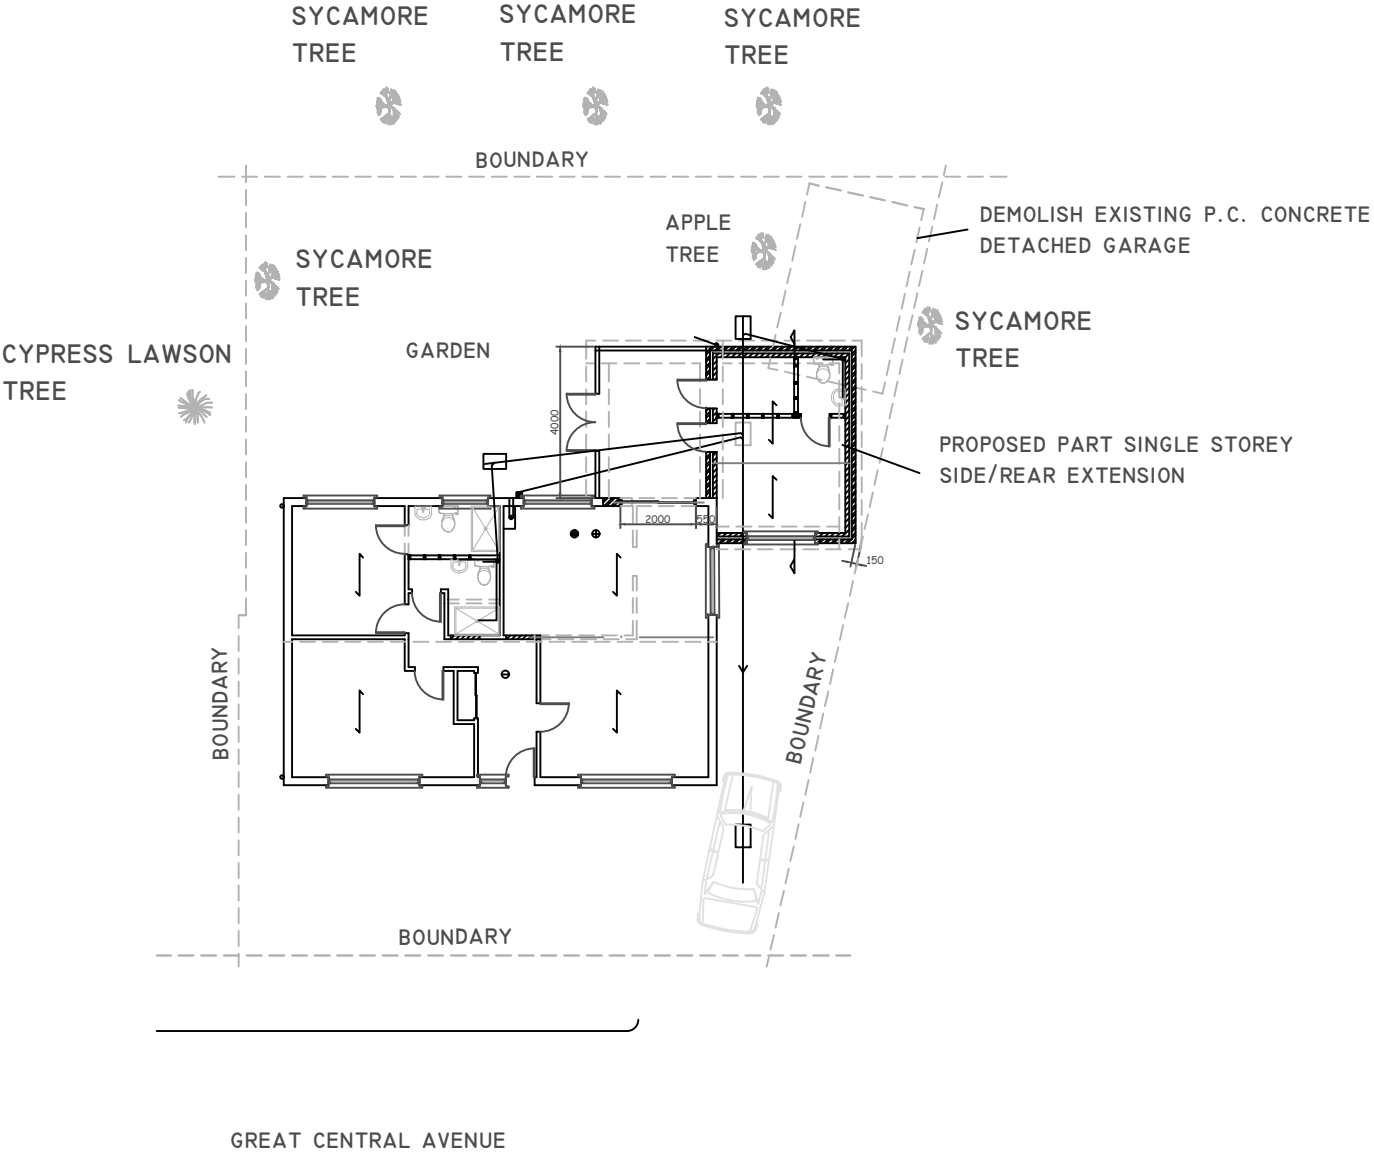 SYCAMORE
TREE
SYCAMORE
TREE
SYCAMORE
TREE
BOUNDARY
DEMOLISH EXISTING P.C. CONCRETE
DETACHED GARAGE
APPLE
TREE
SYCAMORE
TREE
SYCAMORE
TREE
CYPRESS LAWSON
TREE
GARDEN
4000
PROPOSED PART SINGLE STOREY
SIDE/REAR EXTENSION
2000
550
150
BOUNDARY
BOUNDARY
BOUNDARY
GREAT CENTRAL AVENUE